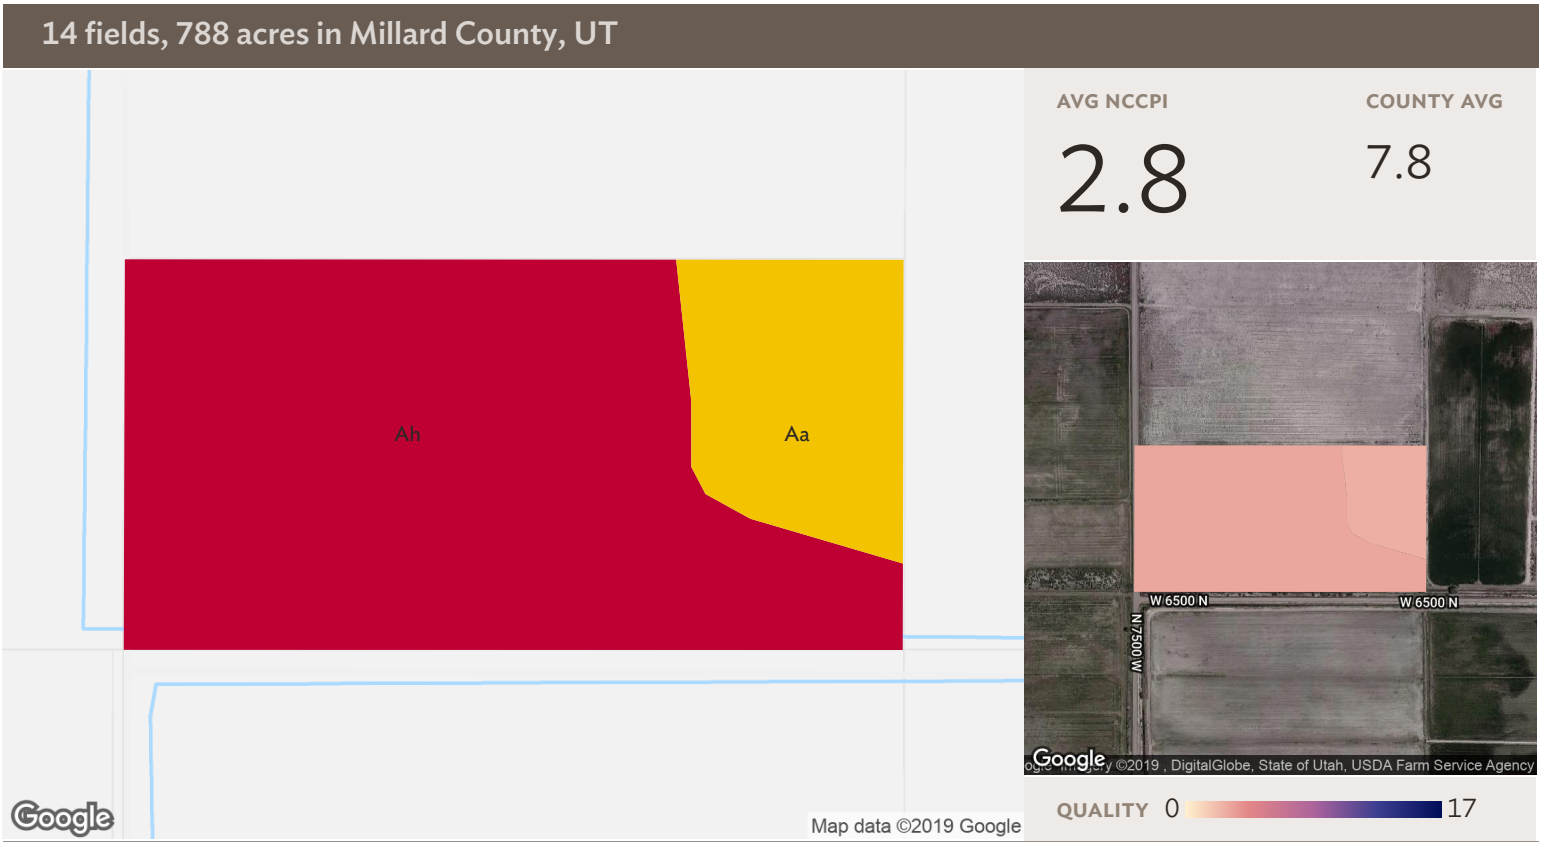 14 fields, 788 acres in Millard County, UT
AVG NCCPI
COUNTY AVG
2.8
7.8
Ah
Aa
W 6500 N
W 6500 N
N 7500 W
Google
Imagery ©2019 , DigitalGlobe, State of Utah, USDA Farm Service Agency
Google
Map data ©2019 Google
QUALITY 0 17